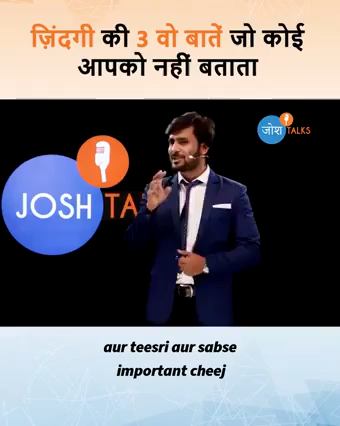 ज़िंदगी की 3 वो बातें जो कोई
आपको नहीं बताता
जोश TALKS
JOSH TA
aur teesri aur sabse
important cheej